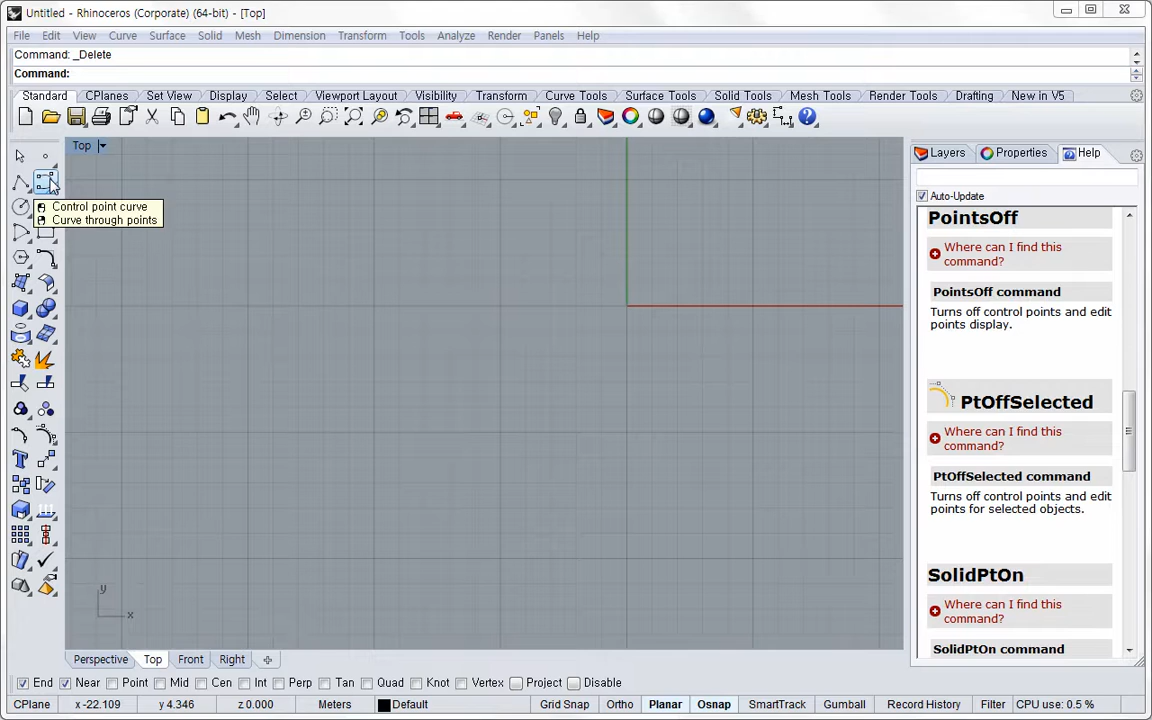 Untitled - Rhinoceros (Corporate) (64-bit) - [Top]
File Edit View Curve Surface Solid Mesh Dimension Transform Tools Analyze Render Panels Help
Command: _Delete
Command:
Standard CPlanes Set View Display Select Viewport Layout Visibility Transform Curve Tools Surface Tools Solid Tools Mesh Tools Render Tools Drafting New in V5
Top
Layers Properties Help
Auto-Update
Control point curve
Curve through points
PointsOff
Where can I find this
command?
PointsOff command
Turns off control points and edit
points display.
PtOffSelected
Where can I find this
command?
PtOffSelected command
Turns off control points and edit
points for selected objects.
SolidPtOn
Where can I find this
command?
SolidPtOn command
y
x
Perspective Top Front Right
End Near Point Mid Cen Int Perp Tan Quad Knot Vertex Project Disable
CPlane x -22.109 y 4.346 z 0.000 Meters Default Grid Snap Ortho Planar Osnap SmartTrack Gumball Record History Filter CPU use: 0.5 %